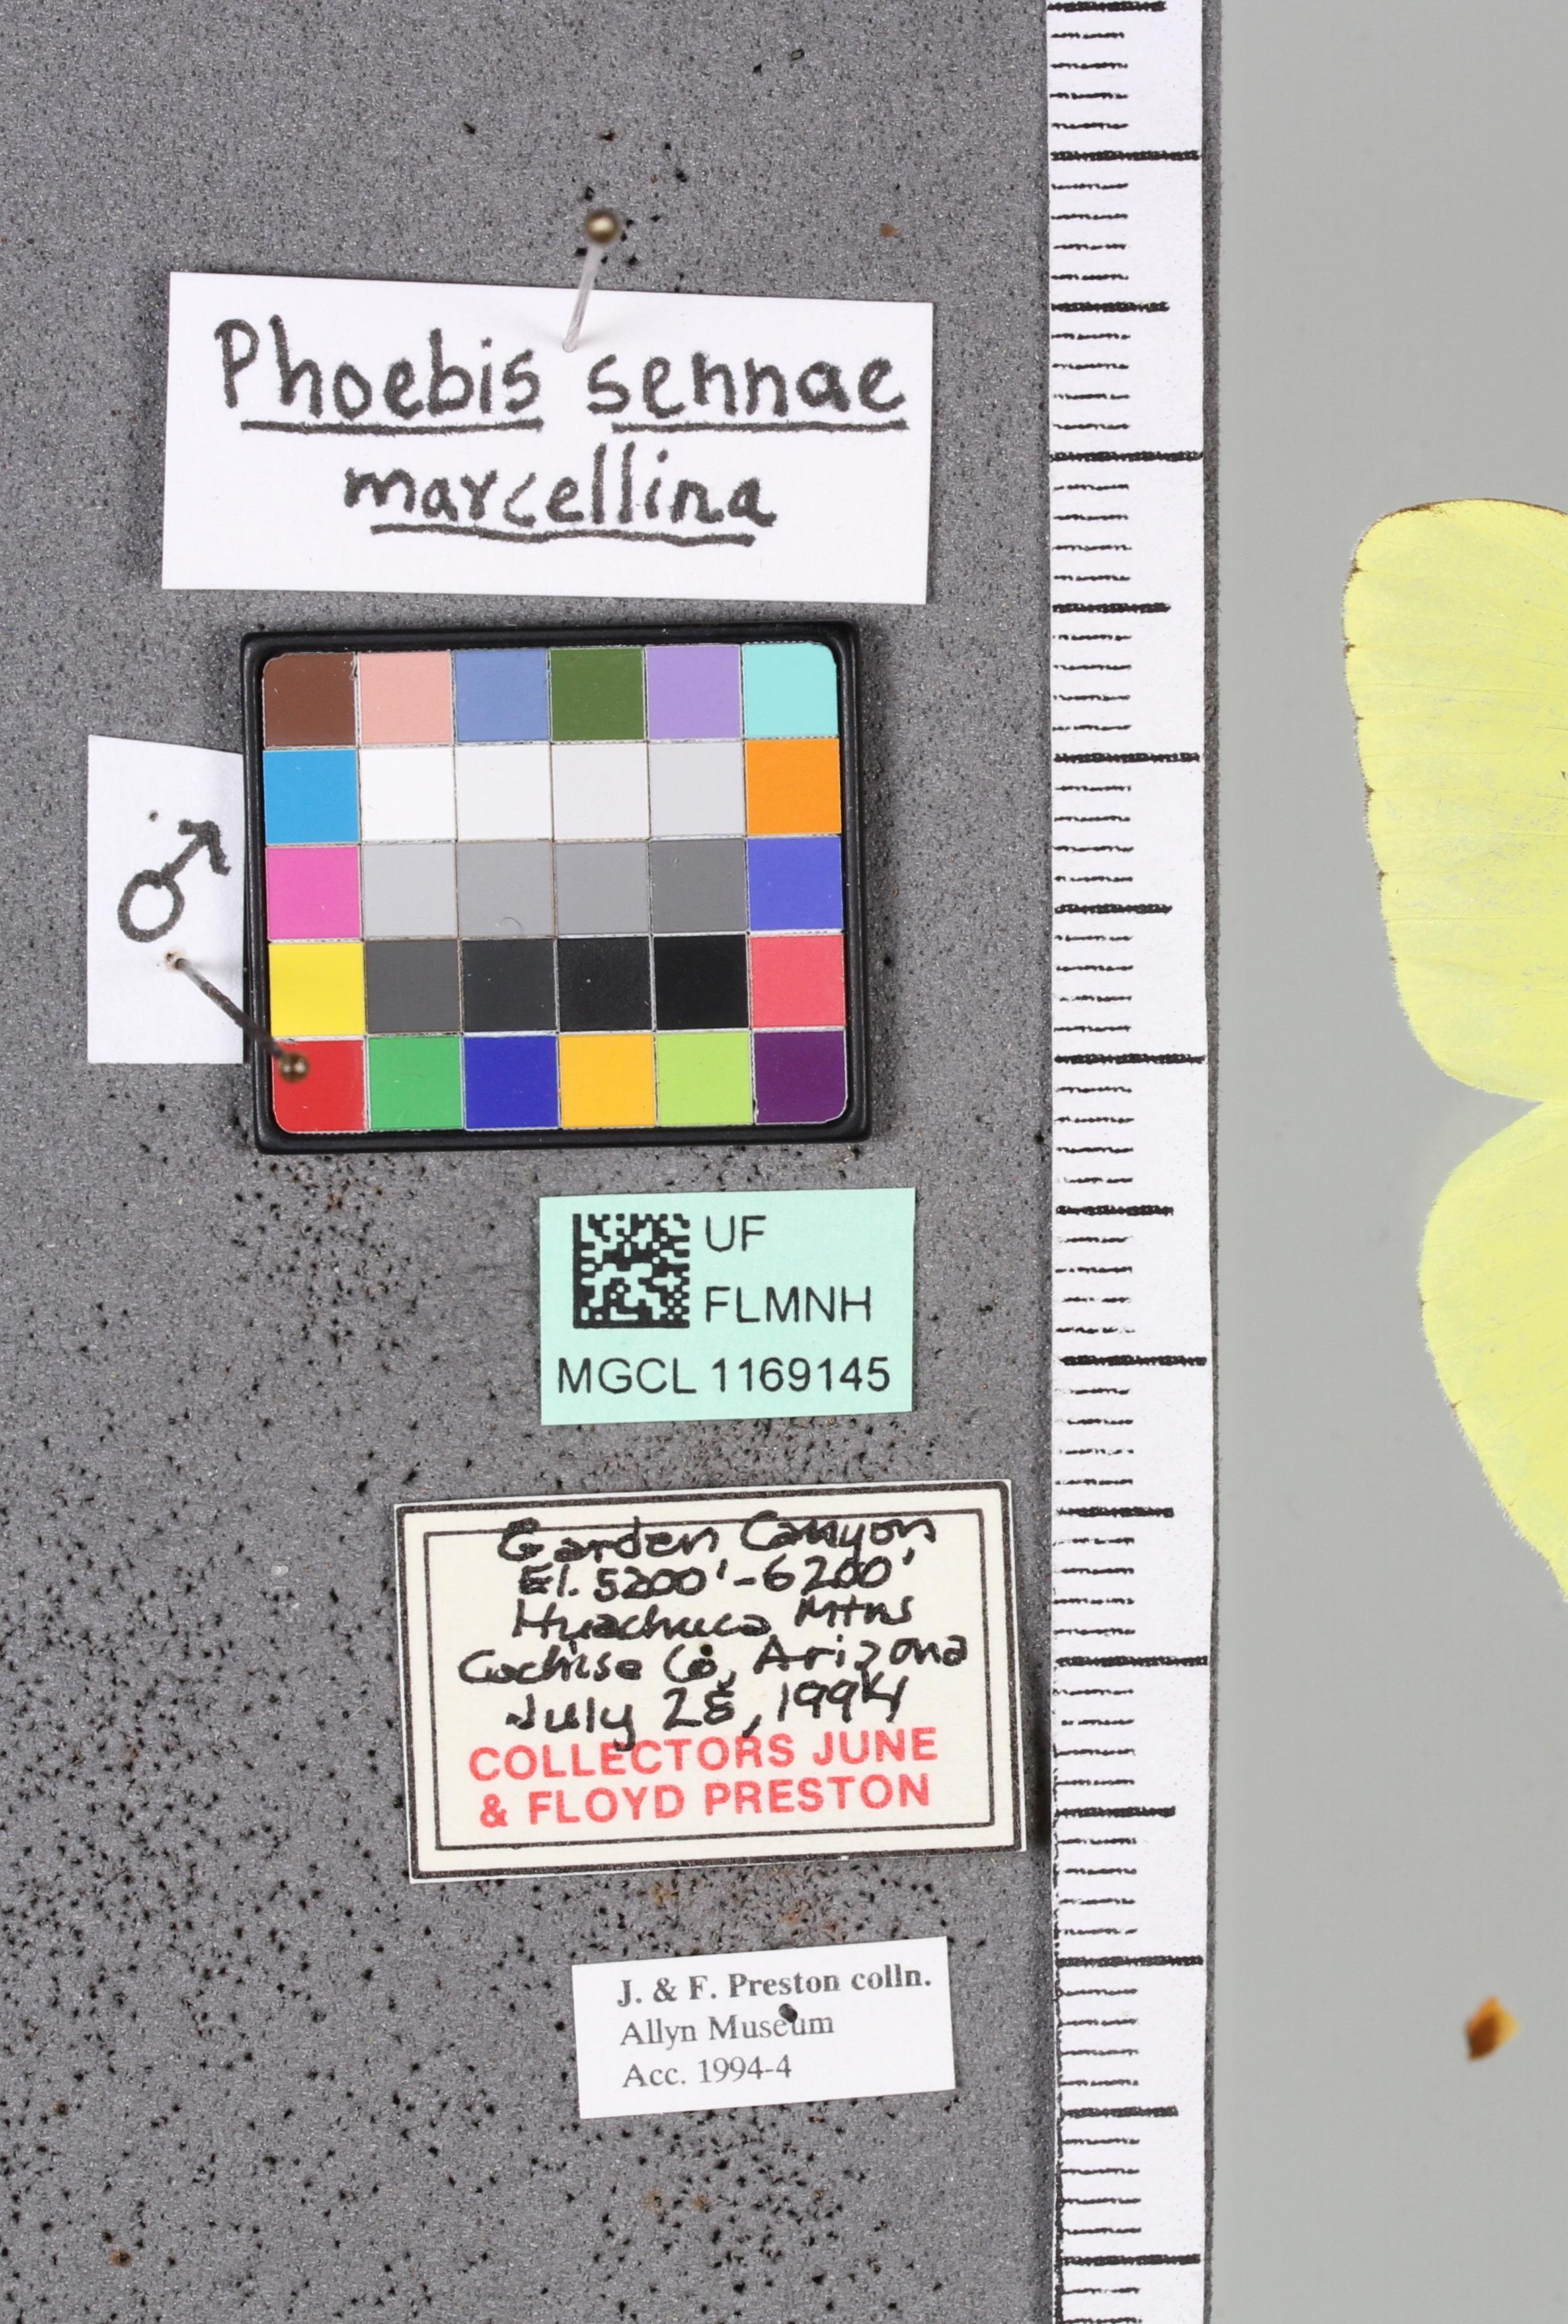 Phoebis sennae
marcellina
♂
UF
FLMNH
MGCL 1169145
Garden Canyon
El. 5200'-6200'
Huachuca Mtns
Cochise Co, Arizona
July 28, 1994
COLLECTORS JUNE
& FLOYD PRESTON
J. & F. Preston colln.
Allyn Museum
Acc. 1994-4